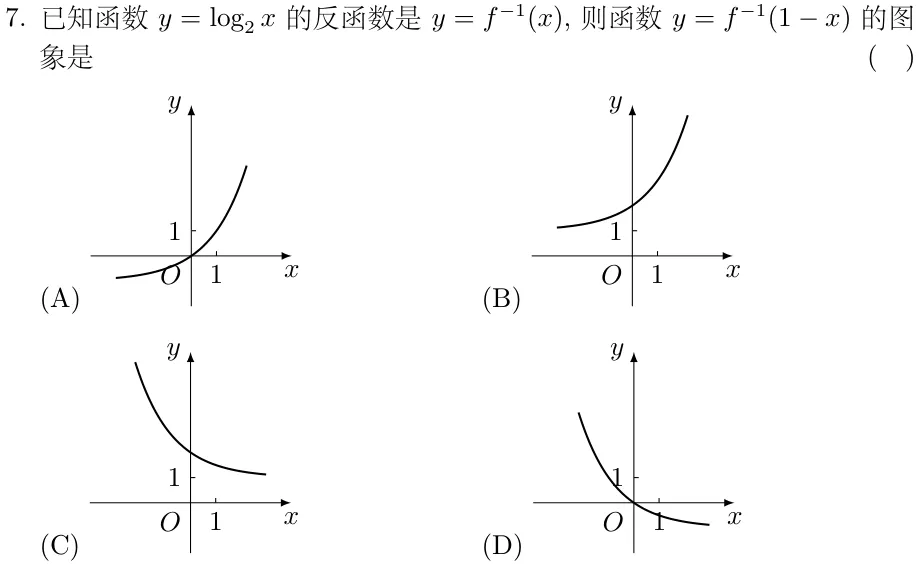 7. 已知函数 y = log₂ x 的反函数是 y = f⁻¹(x), 则函数 y = f⁻¹(1 − x) 的图
象是 ( )
y
1
O 1 x
(A)
y
1
O 1 x
(B)
y
1
O 1 x
(C)
y
1
O 1 x
(D)